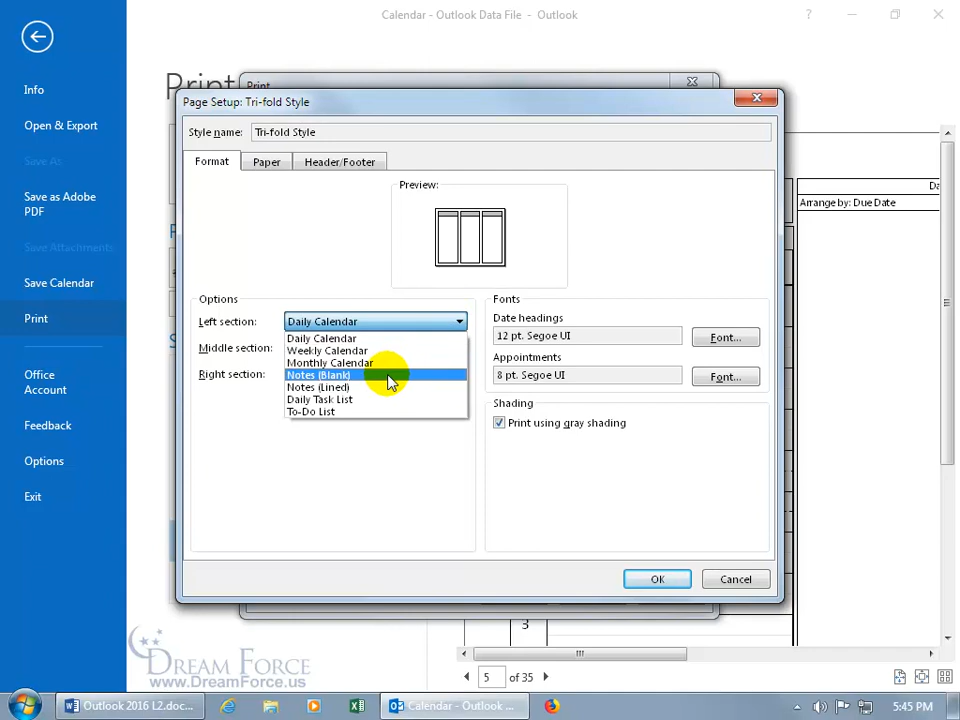 Calendar - Outlook Data File - Outlook
?
Info
Open & Export
Save As
Save as Adobe
PDF
Save Attachments
Save Calendar
Print
Office
Account
Feedback
Options
Exit
Print
Print
Page Setup: Tri-fold Style
Style name: Tri-fold Style
Format Paper Header/Footer
Preview:
Options
Left section: Daily Calendar
Middle section:
Right section:
Daily Calendar
Weekly Calendar
Monthly Calendar
Notes (Blank)
Notes (Lined)
Daily Task List
To-Do List
Fonts
Date headings
12 pt. Segoe UI Font...
Appointments
8 pt. Segoe UI Font...
Shading
Print using gray shading
OK Cancel
Da
Arrange by: Due Date
3
5 of 35
DREAM FORCE
www.DreamForce.us
Outlook 2016 L2.doc...
Calendar - Outlook ...
5:45 PM